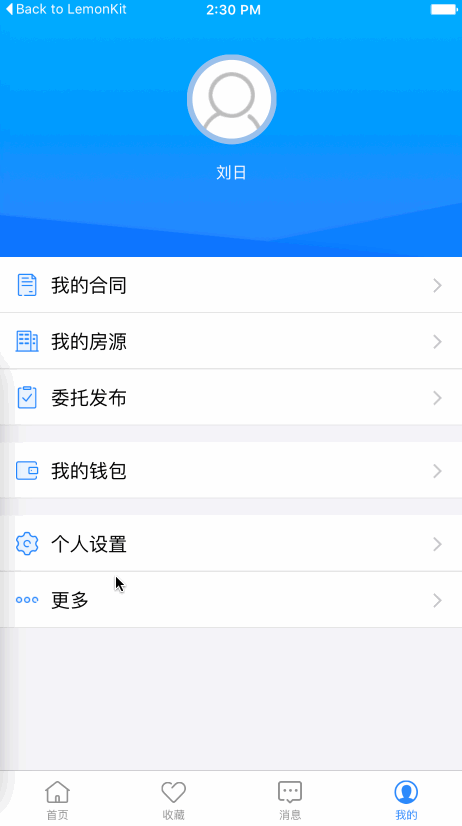 Back to LemonKit 2:30 PM
刘日
我的合同
我的房源
委托发布
我的钱包
个人设置
更多
首页 收藏 消息 我的